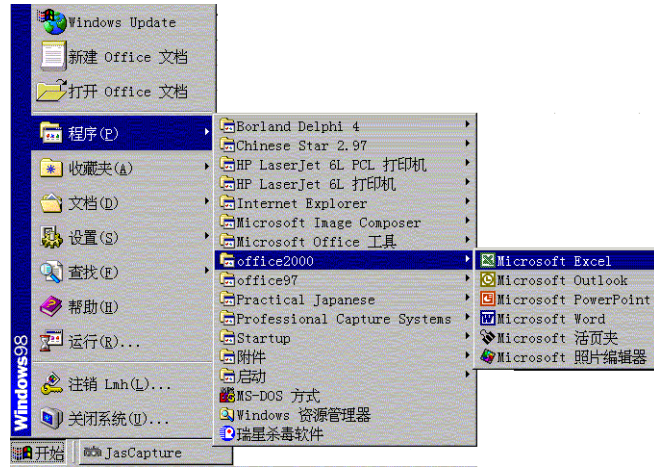 Windows Update
新建 Office 文档
打开 Office 文档
程序(P)
收藏夹(A)
文档(D)
设置(S)
查找(F)
帮助(H)
运行(R)...
注销 Lmh(L)...
关闭系统(U)...
Windows98
开始
JasCapture
Borland Delphi 4
Chinese Star 2.97
HP LaserJet 6L PCL 打印机
HP LaserJet 6L 打印机
Internet Explorer
Microsoft Image Composer
Microsoft Office 工具
office2000
office97
Practical Japanese
Professional Capture Systems
Startup
附件
启动
MS-DOS 方式
Windows 资源管理器
瑞星杀毒软件
Microsoft Excel
Microsoft Outlook
Microsoft PowerPoint
Microsoft Word
Microsoft 活页夹
Microsoft 照片编辑器